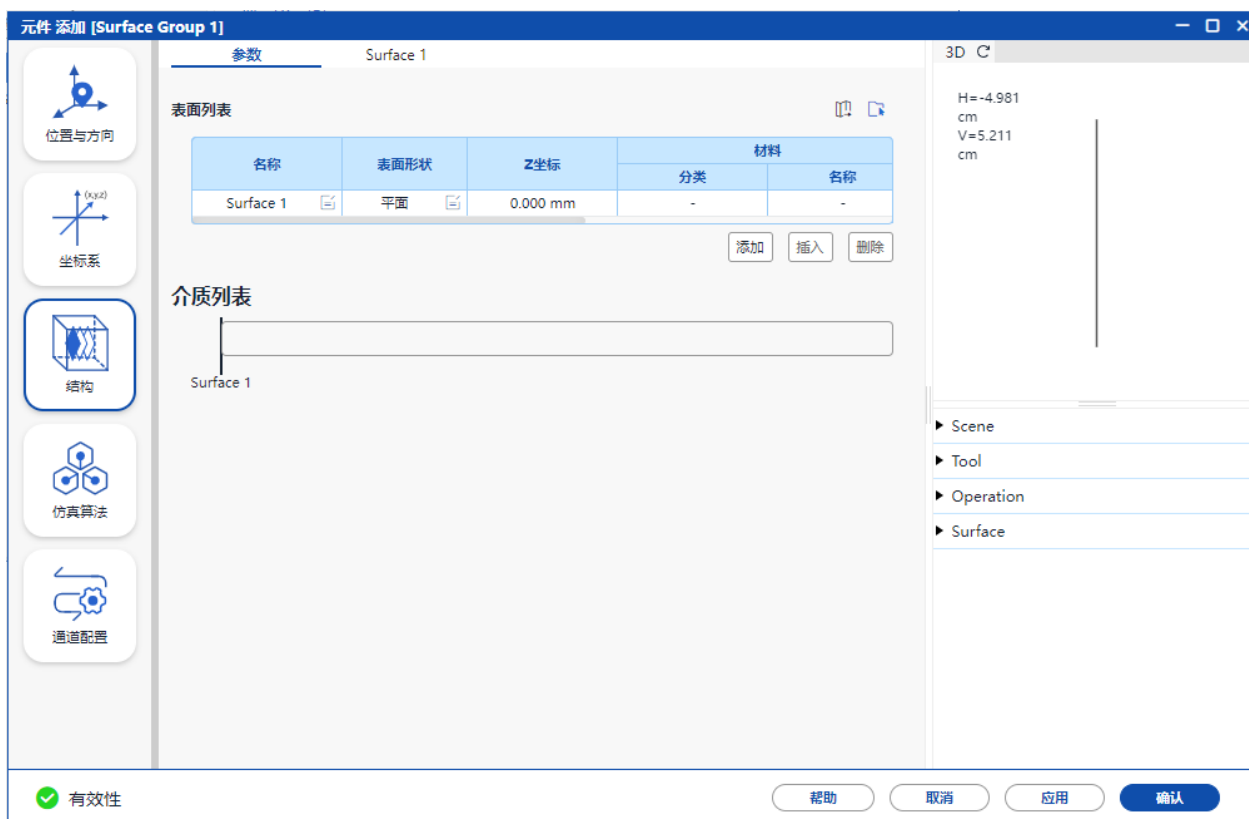 元件 添加 [Surface Group 1]
位置与方向
(x,y,z)
坐标系
结构
仿真算法
通道配置
参数 Surface 1
表面列表
名称 表面形状 Z坐标 材料
分类 名称
Surface 1 平面 0.000 mm - -
添加 插入 删除
介质列表
Surface 1
3D
H=-4.981
cm
V=5.211
cm
Scene
Tool
Operation
Surface
有效性
帮助 取消 应用 确认